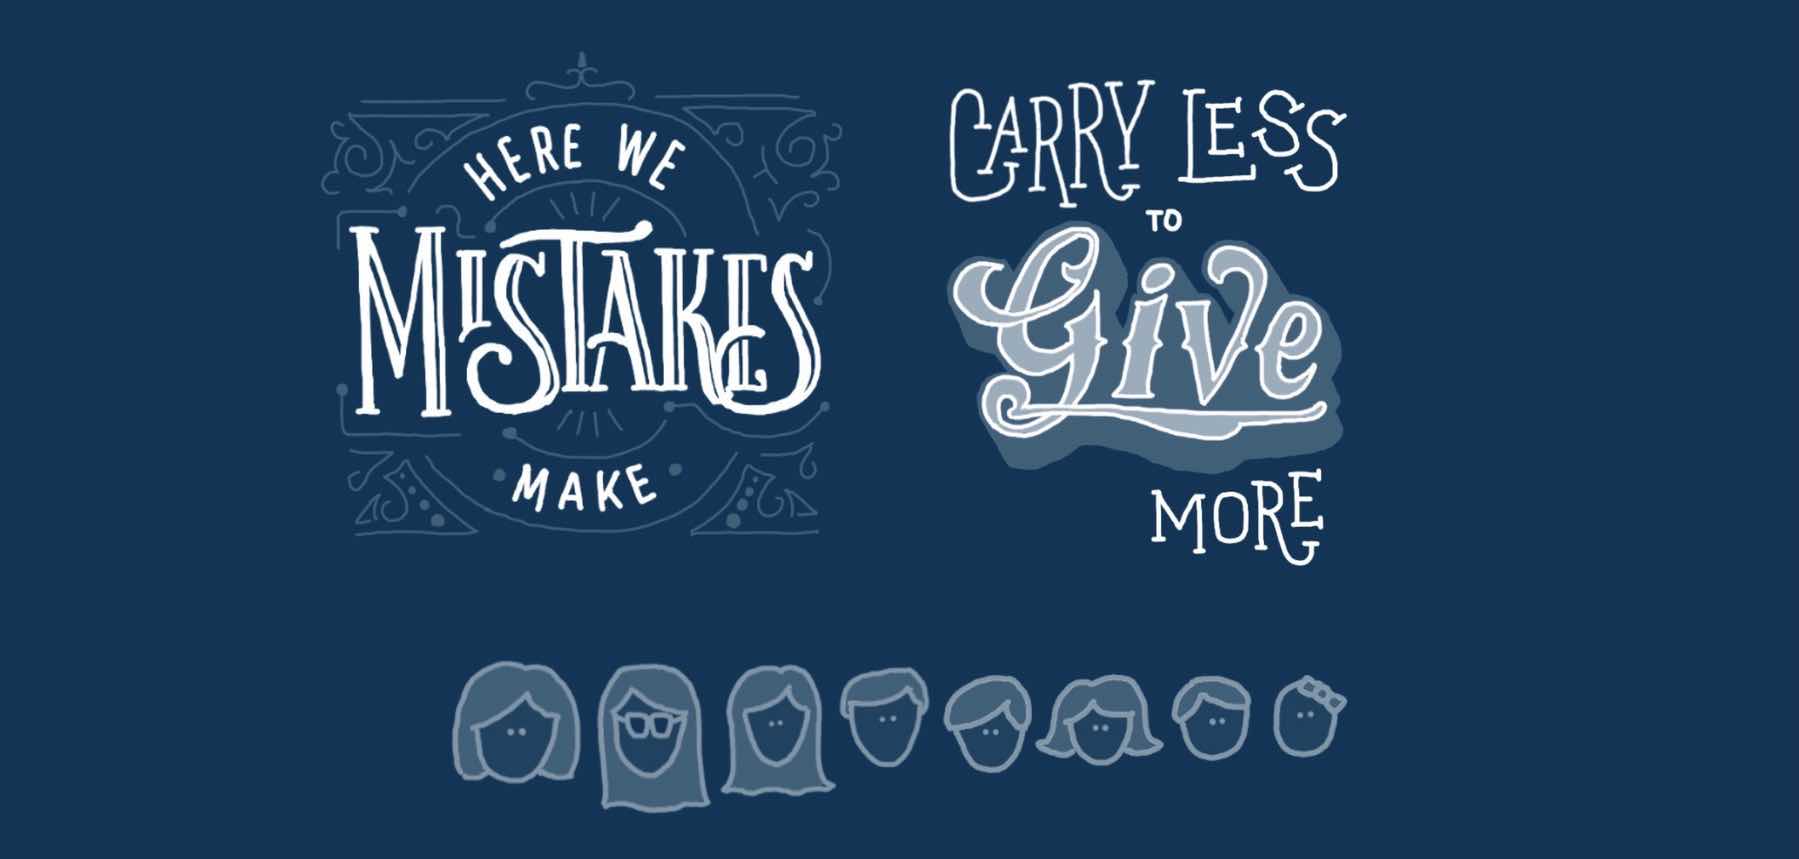 HERE WE
MISTAKES
MAKE
CARRY LESS
TO
Give
MORE